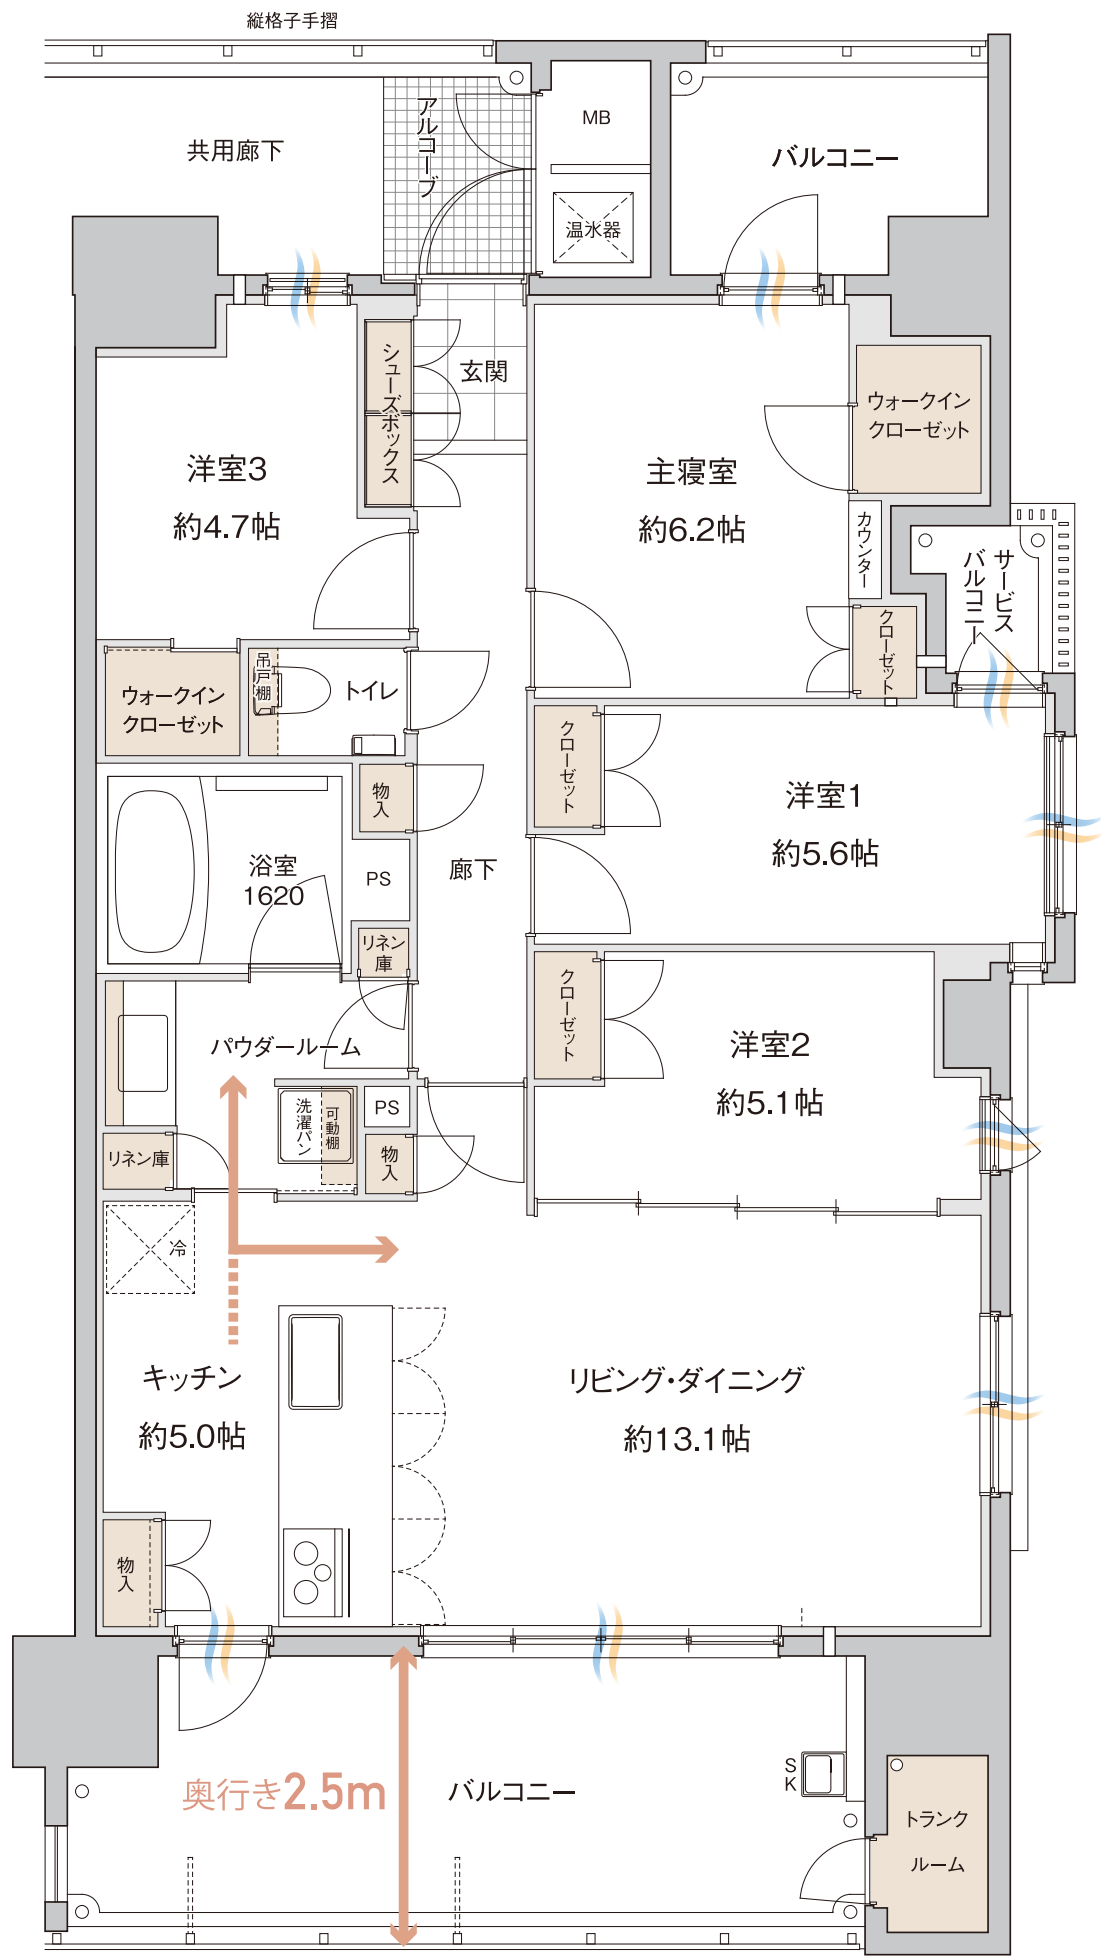 縦格子手摺
共用廊下
アルコーブ
MB
温水器
バルコニー
玄関
シューズボックス
洋室3
約4.7帖
主寝室
約6.2帖
ウォークイン
クローゼット
カウンター
クローゼット
サービス
バルコニー
ウォークイン
クローゼット
吊戸棚
トイレ
物入
クローゼット
洋室1
約5.6帖
浴室
1620
PS
廊下
リネン
庫
クローゼット
洋室2
約5.1帖
パウダールーム
洗濯パン
可動棚
PS
リネン庫
物入
冷
キッチン
約5.0帖
リビング・ダイニング
約13.1帖
物入
奥行き2.5m
バルコニー
SK
トランク
ルーム